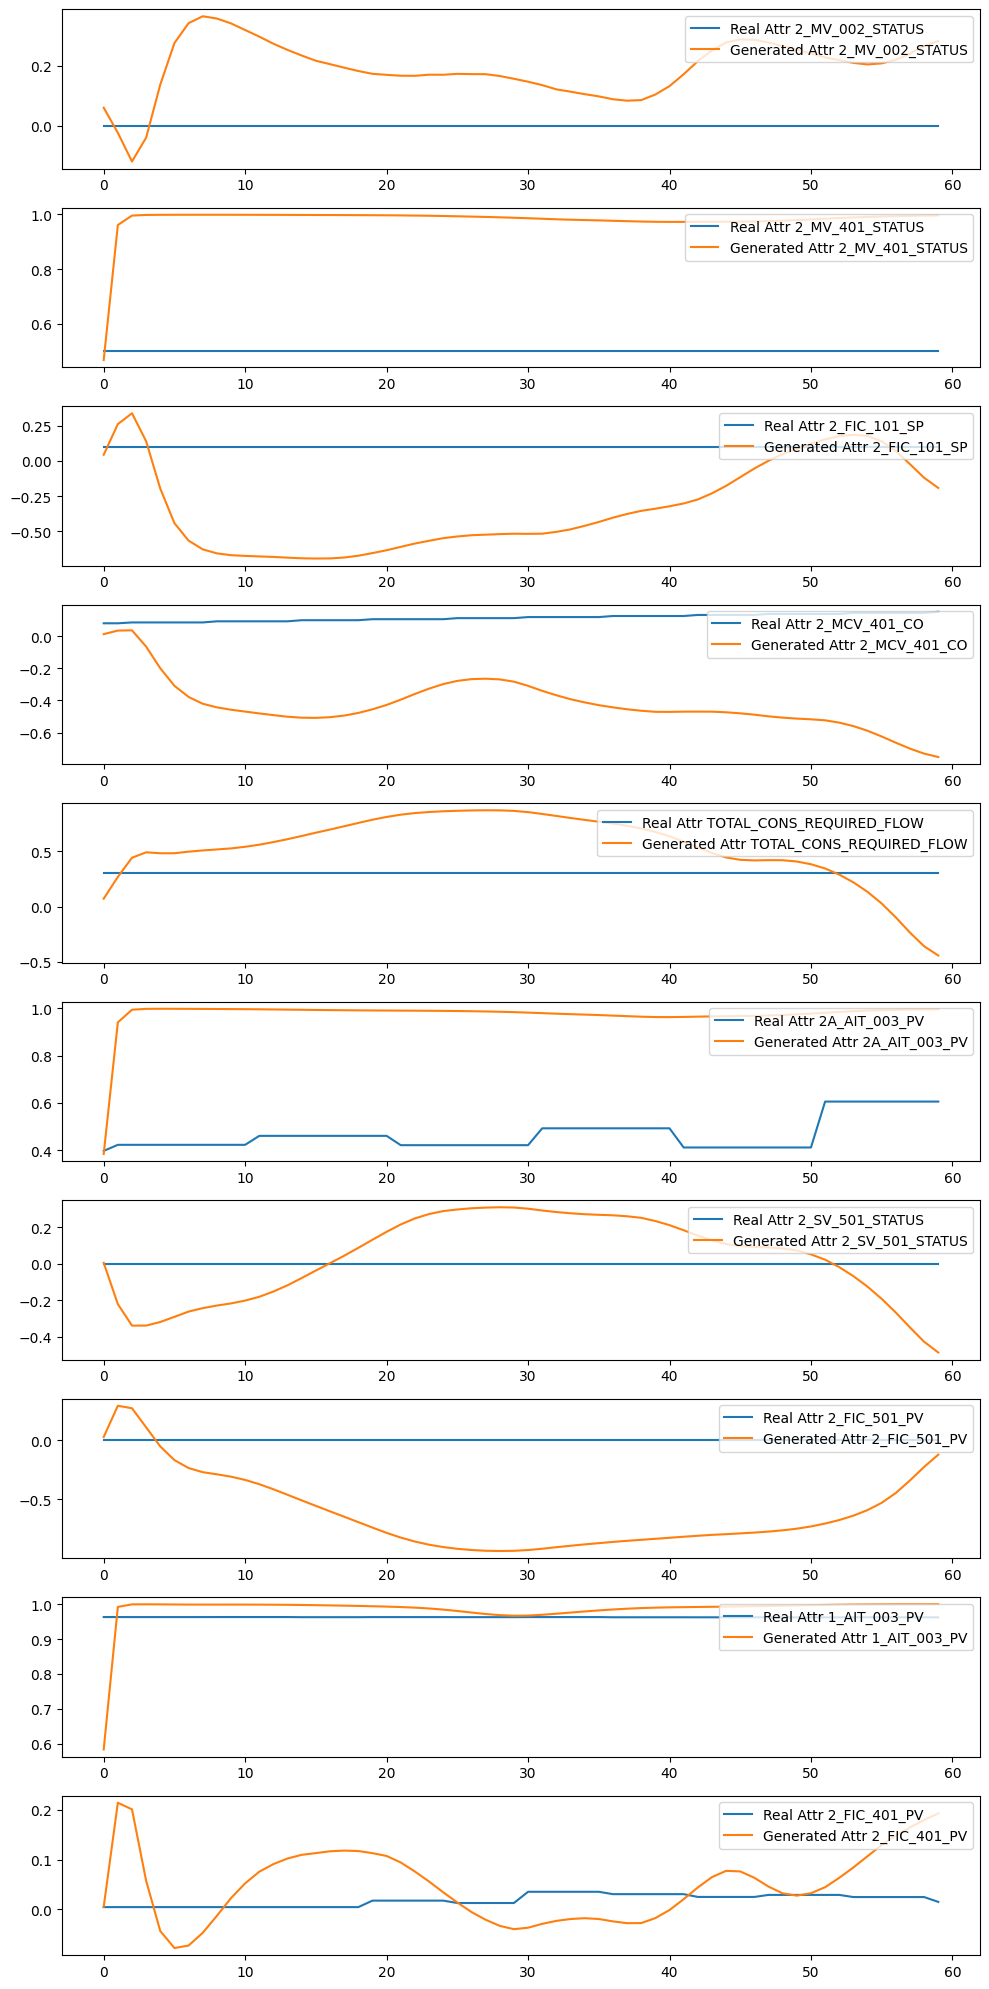 Real Attr 2_MV_002_STATUS
Generated Attr 2_MV_002_STATUS
0.2
0.0
0 10 20 30 40 50 60
Real Attr 2_MV_401_STATUS
Generated Attr 2_MV_401_STATUS
1.0
0.8
0.6
0 10 20 30 40 50 60
Real Attr 2_FIC_101_SP
Generated Attr 2_FIC_101_SP
0.25
0.00
−0.25
−0.50
0 10 20 30 40 50 60
Real Attr 2_MCV_401_CO
Generated Attr 2_MCV_401_CO
0.0
−0.2
−0.4
−0.6
0 10 20 30 40 50 60
Real Attr TOTAL_CONS_REQUIRED_FLOW
Generated Attr TOTAL_CONS_REQUIRED_FLOW
0.5
0.0
−0.5
0 10 20 30 40 50 60
Real Attr 2A_AIT_003_PV
Generated Attr 2A_AIT_003_PV
1.0
0.8
0.6
0.4
0 10 20 30 40 50 60
Real Attr 2_SV_501_STATUS
Generated Attr 2_SV_501_STATUS
0.2
0.0
−0.2
−0.4
0 10 20 30 40 50 60
Real Attr 2_FIC_501_PV
Generated Attr 2_FIC_501_PV
0.0
−0.5
0 10 20 30 40 50 60
Real Attr 1_AIT_003_PV
Generated Attr 1_AIT_003_PV
1.0
0.9
0.8
0.7
0.6
0 10 20 30 40 50 60
Real Attr 2_FIC_401_PV
Generated Attr 2_FIC_401_PV
0.2
0.1
0.0
0 10 20 30 40 50 60